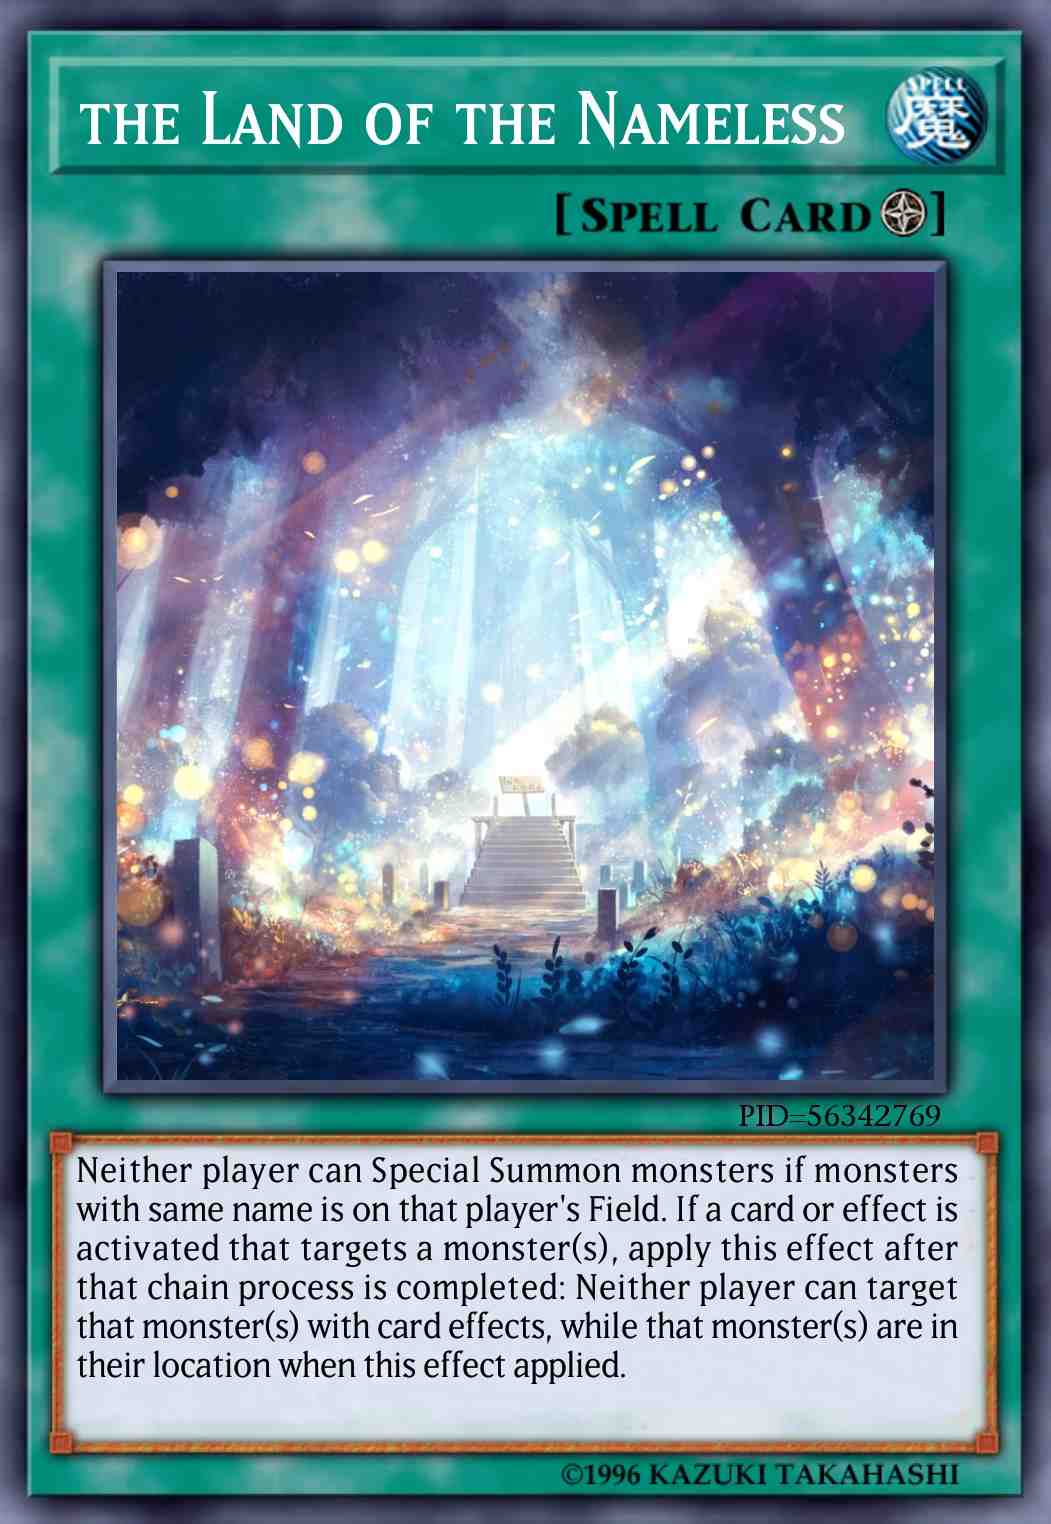 the Land of the Nameless
SPELL
魔
[Spell Card]
PID=56342769
Neither player can Special Summon monsters if monsters
with same name is on that player's Field. If a card or effect is
activated that targets a monster(s), apply this effect after
that chain process is completed: Neither player can target
that monster(s) with card effects, while that monster(s) are in
their location when this effect applied.
©1996 KAZUKI TAKAHASHI